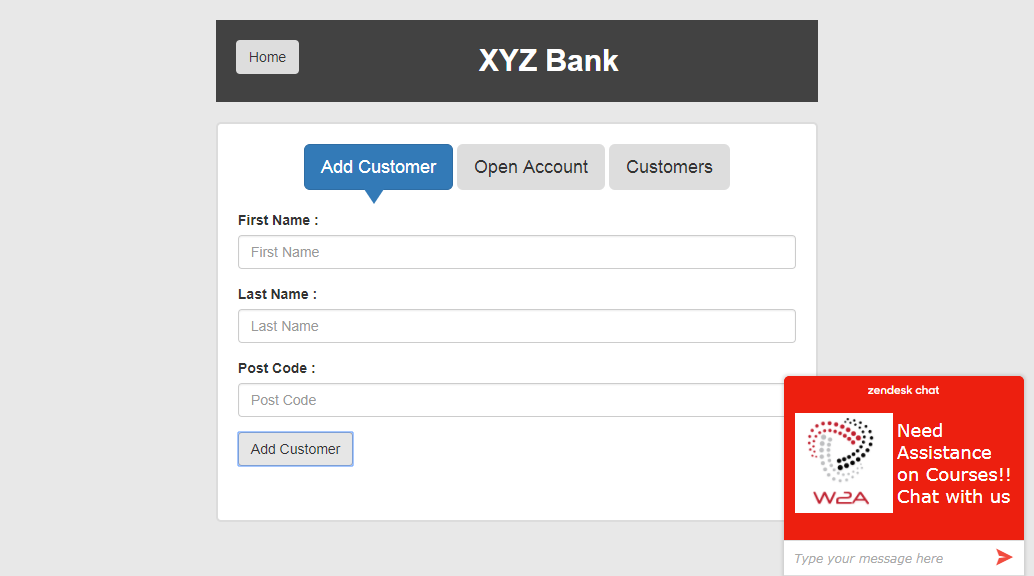 Home
XYZ Bank
Add Customer
Open Account
Customers
First Name :
First Name
Last Name :
Last Name
Post Code :
Post Code
Add Customer
zendesk chat
W2A
Need
Assistance
on Courses!!
Chat with us
Type your message here